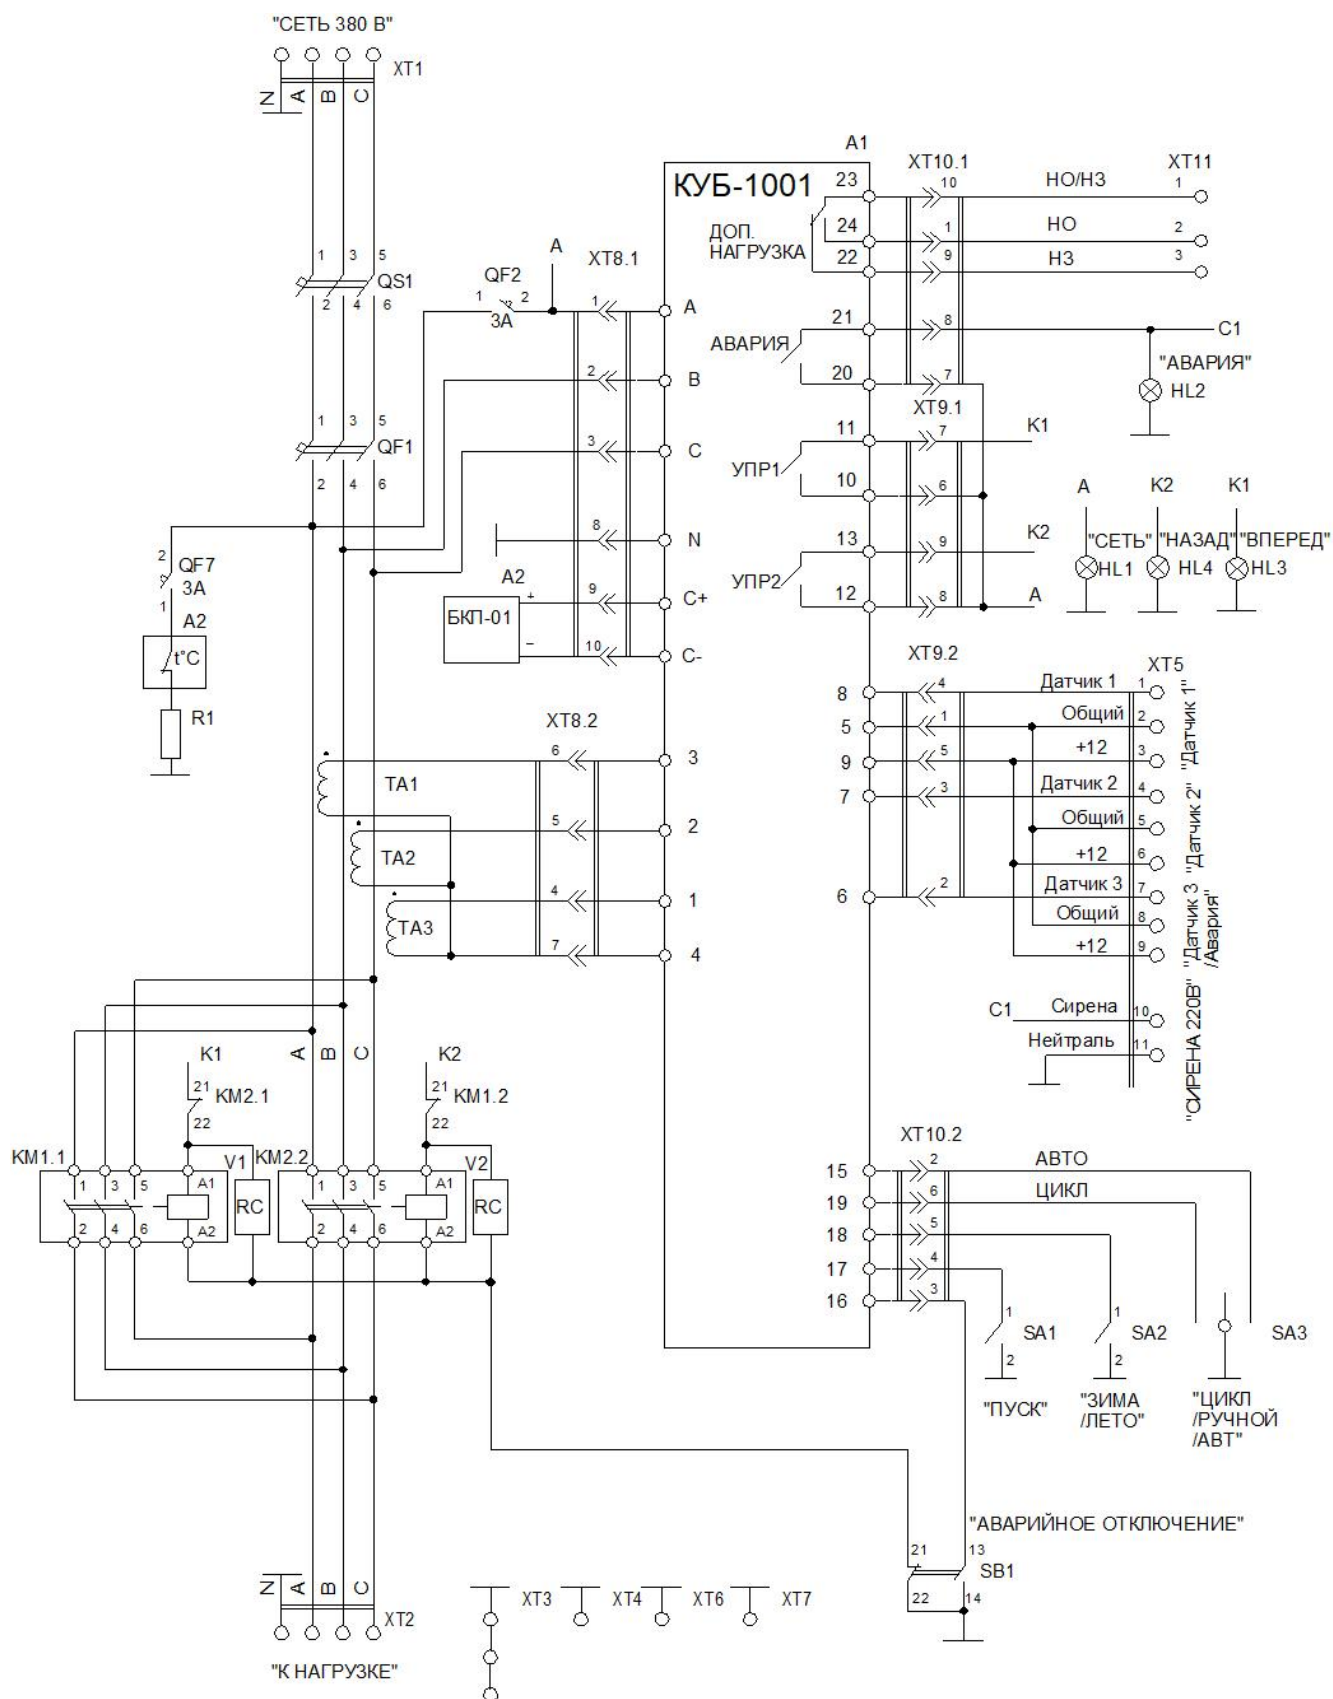 "СЕТЬ 380 В"
XT1
N
A
B
C
A1
XT10.1
XT11
КУБ-1001
23
10
НО/НЗ
1
ДОП.
НАГРУЗКА
24
1
НО
2
22
9
НЗ
3
1 3 5
QS1
2 4 6
A
QF2
1 2
3A
XT8.1
1
A
АВАРИЯ
21
8
C1
20
7
"АВАРИЯ"
HL2
2
B
XT9.1
1 3 5
QF1
2 4 6
3
C
УПР1
11
7
K1
10
6
8
N
УПР2
13
9
K2
12
8
A
A K2 K1
"СЕТЬ" "НАЗАД" "ВПЕРЕД"
HL1 HL4 HL3
2
QF7
3A
1
A2
t°C
R1
A2
БКП-01
+
−
9
C+
10
C-
XT9.2
XT5
8
4
Датчик 1
1
5
1
Общий
2
9
5
+12
3
7
3
Датчик 2
4
Общий
5
+12
6
6
2
Датчик 3
7
Общий
8
+12
9
"Датчик 1"
"Датчик 2"
"Датчик 3
/Авария"
C1
Сирена
10
Нейтраль
11
"СИРЕНА 220В"
XT8.2
TA1
6
3
TA2
5
2
TA3
4
1
7
4
A
B
C
K1
21
KM2.1
22
K2
21
KM1.2
22
KM1.1
1 3 5
A1
2 4 6
A2
V1
RC
KM2.2
1 3 5
A1
2 4 6
A2
V2
RC
XT10.2
15
2
АВТО
19
6
ЦИКЛ
18
5
17
4
16
3
1
SA1
2
"ПУСК"
1
SA2
2
"ЗИМА
/ЛЕТО"
SA3
"ЦИКЛ
/РУЧНОЙ
/АВТ"
"АВАРИЙНОЕ ОТКЛЮЧЕНИЕ"
21 13
SB1
22 14
N
A
B
C
XT2
"К НАГРУЗКЕ"
XT3 XT4 XT6 XT7